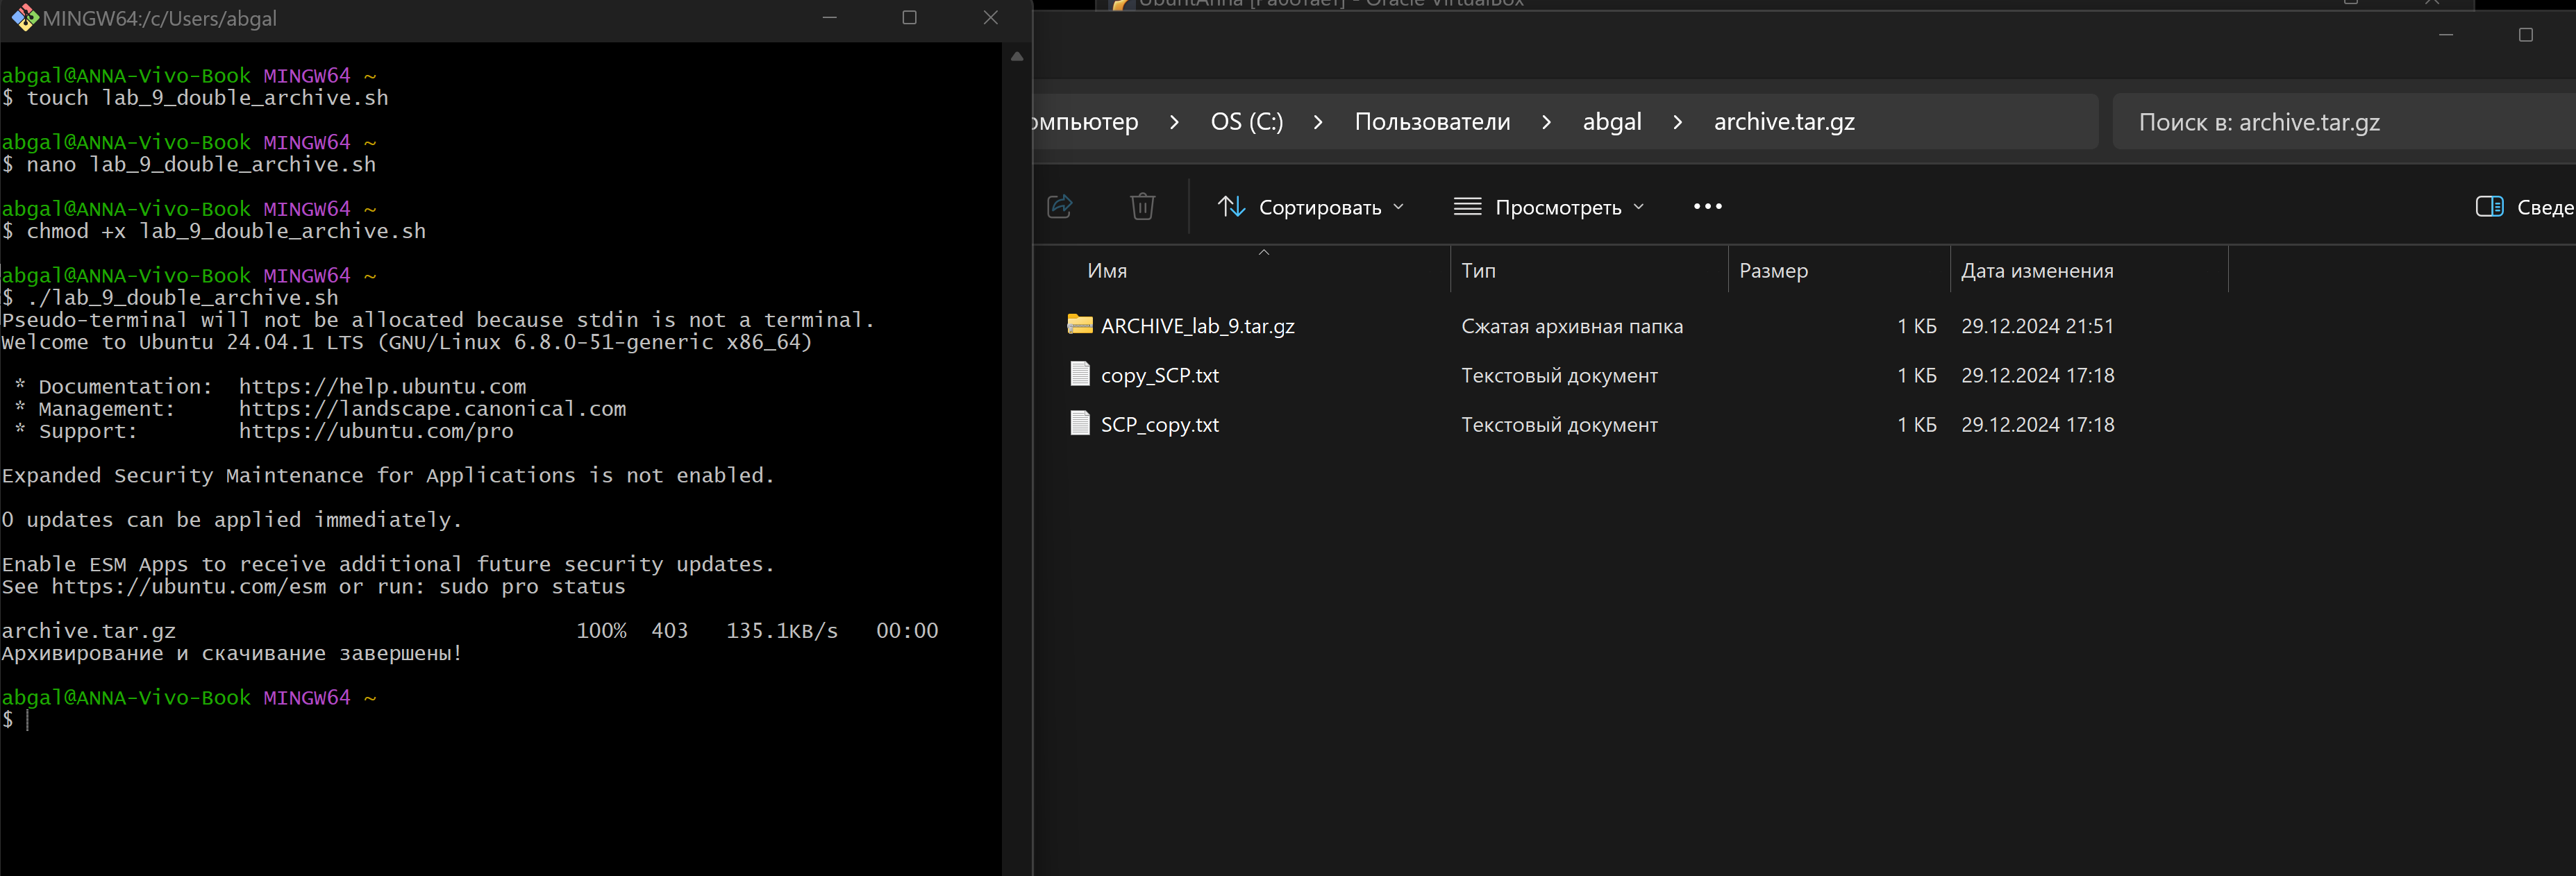 MINGW64:/c/Users/abgal
abgal@ANNA-Vivo-Book MINGW64 ~
$ touch lab_9_double_archive.sh
abgal@ANNA-Vivo-Book MINGW64 ~
$ nano lab_9_double_archive.sh
abgal@ANNA-Vivo-Book MINGW64 ~
$ chmod +x lab_9_double_archive.sh
abgal@ANNA-Vivo-Book MINGW64 ~
$ ./lab_9_double_archive.sh
Pseudo-terminal will not be allocated because stdin is not a terminal.
Welcome to Ubuntu 24.04.1 LTS (GNU/Linux 6.8.0-51-generic x86_64)
* Documentation: https://help.ubuntu.com
* Management: https://landscape.canonical.com
* Support: https://ubuntu.com/pro
Expanded Security Maintenance for Applications is not enabled.
0 updates can be applied immediately.
Enable ESM Apps to receive additional future security updates.
See https://ubuntu.com/esm or run: sudo pro status
archive.tar.gz 100% 403 135.1KB/s 00:00
Архивирование и скачивание завершены!
abgal@ANNA-Vivo-Book MINGW64 ~
$
UbuntAnna [Работает] - Oracle VirtualBox
омпьютер > OS (C:) > Пользователи > abgal > archive.tar.gz
Поиск в: archive.tar.gz
Сортировать Просмотреть ••• Сведе
Имя Тип Размер Дата изменения
ARCHIVE_lab_9.tar.gz Сжатая архивная папка 1 КБ 29.12.2024 21:51
copy_SCP.txt Текстовый документ 1 КБ 29.12.2024 17:18
SCP_copy.txt Текстовый документ 1 КБ 29.12.2024 17:18